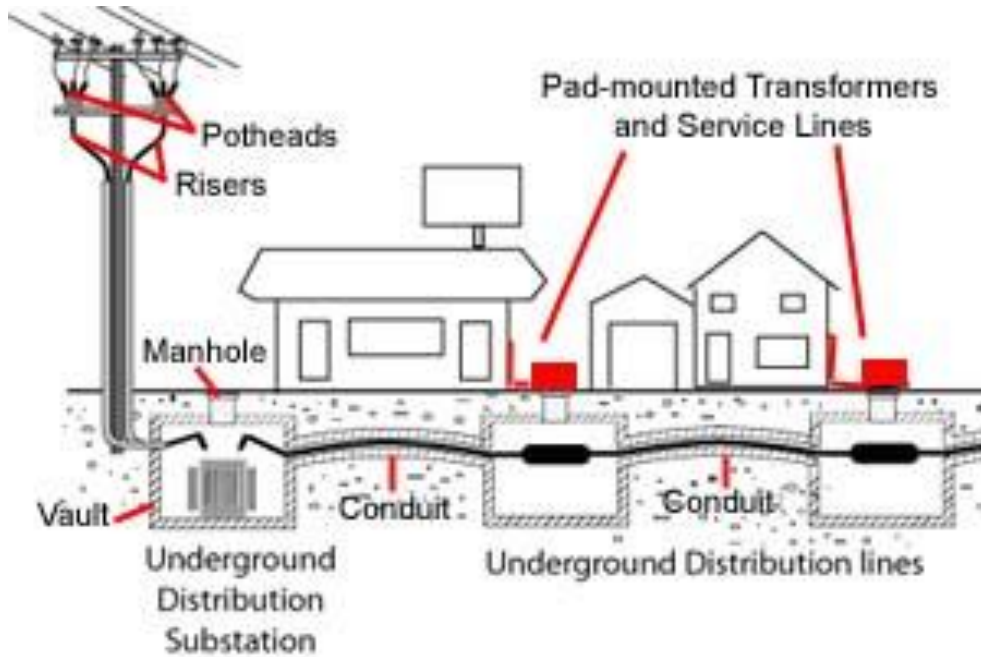 Potheads
Risers
Pad-mounted Transformers
and Service Lines
Manhole
Vault
Conduit
Conduit
Underground
Distribution
Substation
Underground Distribution lines